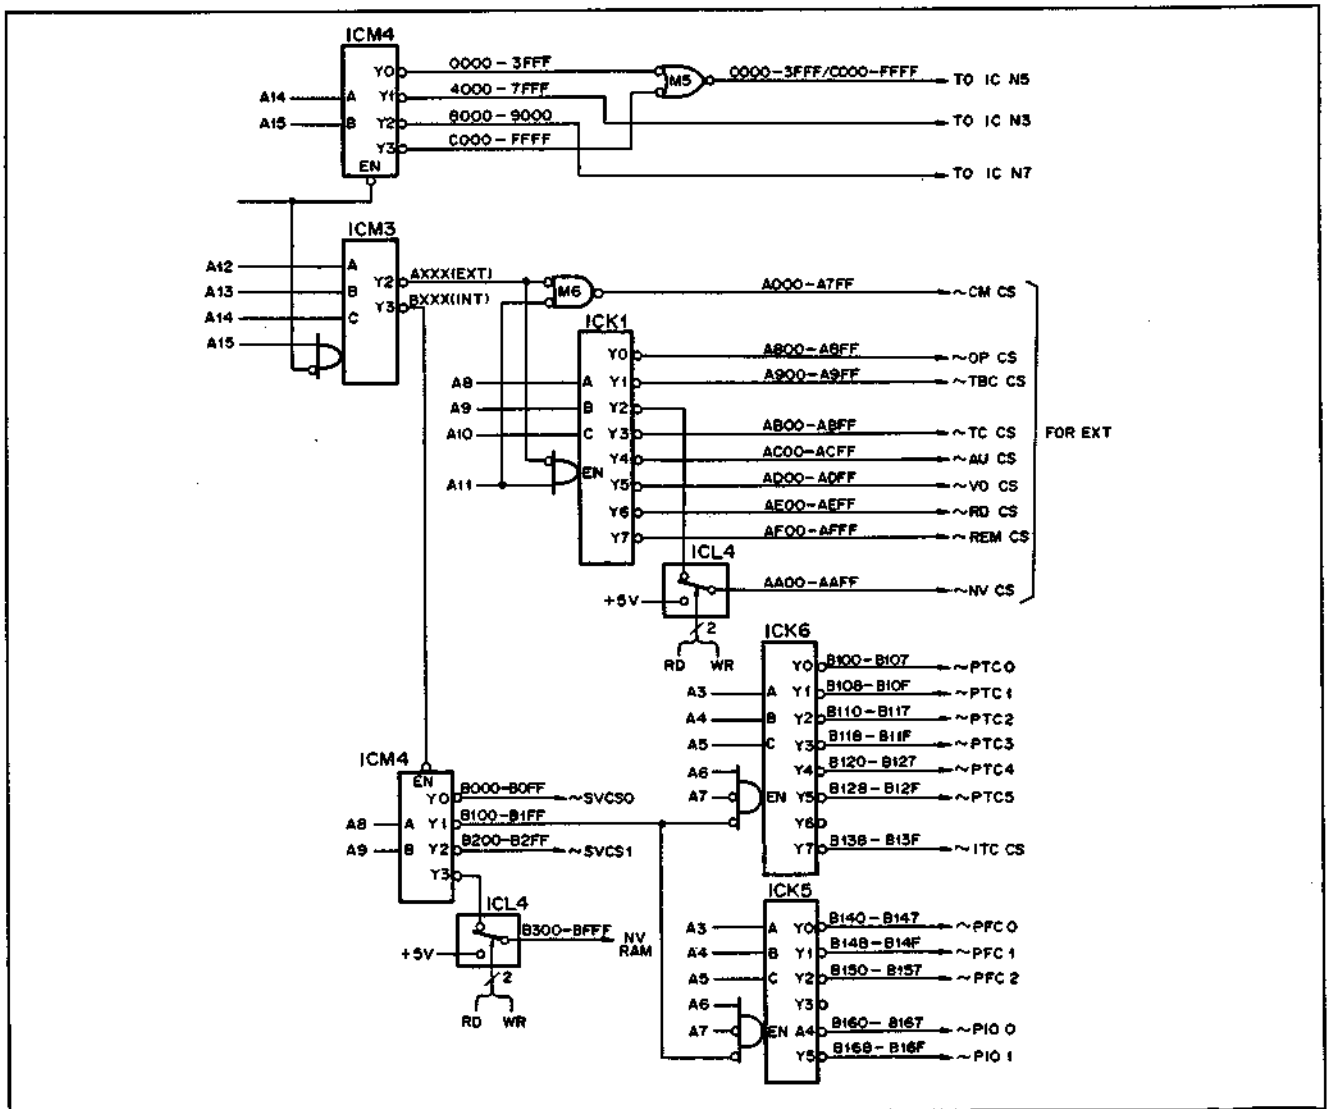 ICM4
A14 A Y0 0000-3FFF M5 0000-3FFF/C000-FFFF TO IC N5
A15 B Y1 4000-7FFF TO IC N3
Y2 8000-9000
Y3 C000-FFFF
EN TO IC N7
ICM3
A12 A
A13 B Y2 AXXX(EXT) M6 A000-A7FF ~CM CS
A14 C Y3 BXXX(INT)
A15
ICK1
Y0 A800-A8FF ~OP CS
A8 A Y1 A900-A9FF ~TBC CS
A9 B Y2
A10 C Y3 AB00-ABFF ~TC CS FOR EXT
Y4 AC00-ACFF ~AU CS
A11 EN Y5 AD00-ADFF ~VO CS
Y6 AE00-AEFF ~RD CS
Y7 AF00-AFFF ~REM CS
ICL4
+5V AA00-AAFF ~NV CS
2
RD WR
ICK6
Y0 B100-B107 ~PTC0
A3 A Y1 B108-B10F ~PTC1
A4 B Y2 B110-B117 ~PTC2
A5 C Y3 B118-B11F ~PTC3
A6 Y4 B120-B127 ~PTC4
A7 EN Y5 B128-B12F ~PTC5
Y6
Y7 B138-B13F ~ITC CS
ICM4
EN
Y0 B000-B0FF ~SVCS0
A8 A Y1 B100-B1FF
A9 B Y2 B200-B2FF ~SVCS1
Y3
ICL4
+5V B300-BFFF NV RAM
2
RD WR
ICK5
A3 A Y0 B140-B147 ~PFC0
A4 B Y1 B148-B14F ~PFC1
A5 C Y2 B150-B157 ~PFC2
A6 Y3
A7 EN A4 B160-B167 ~PIO 0
Y5 B168-B16F ~PIO 1